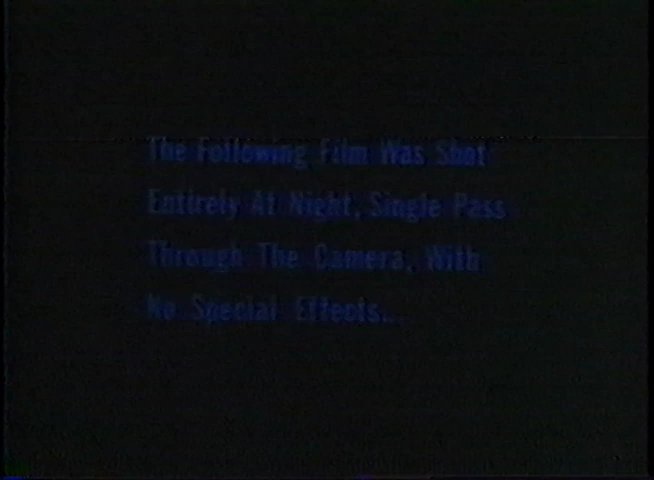 The Following Film Was Shot
Entirely At Night, Single Pass
Through The Camera, With
No Special Effects...